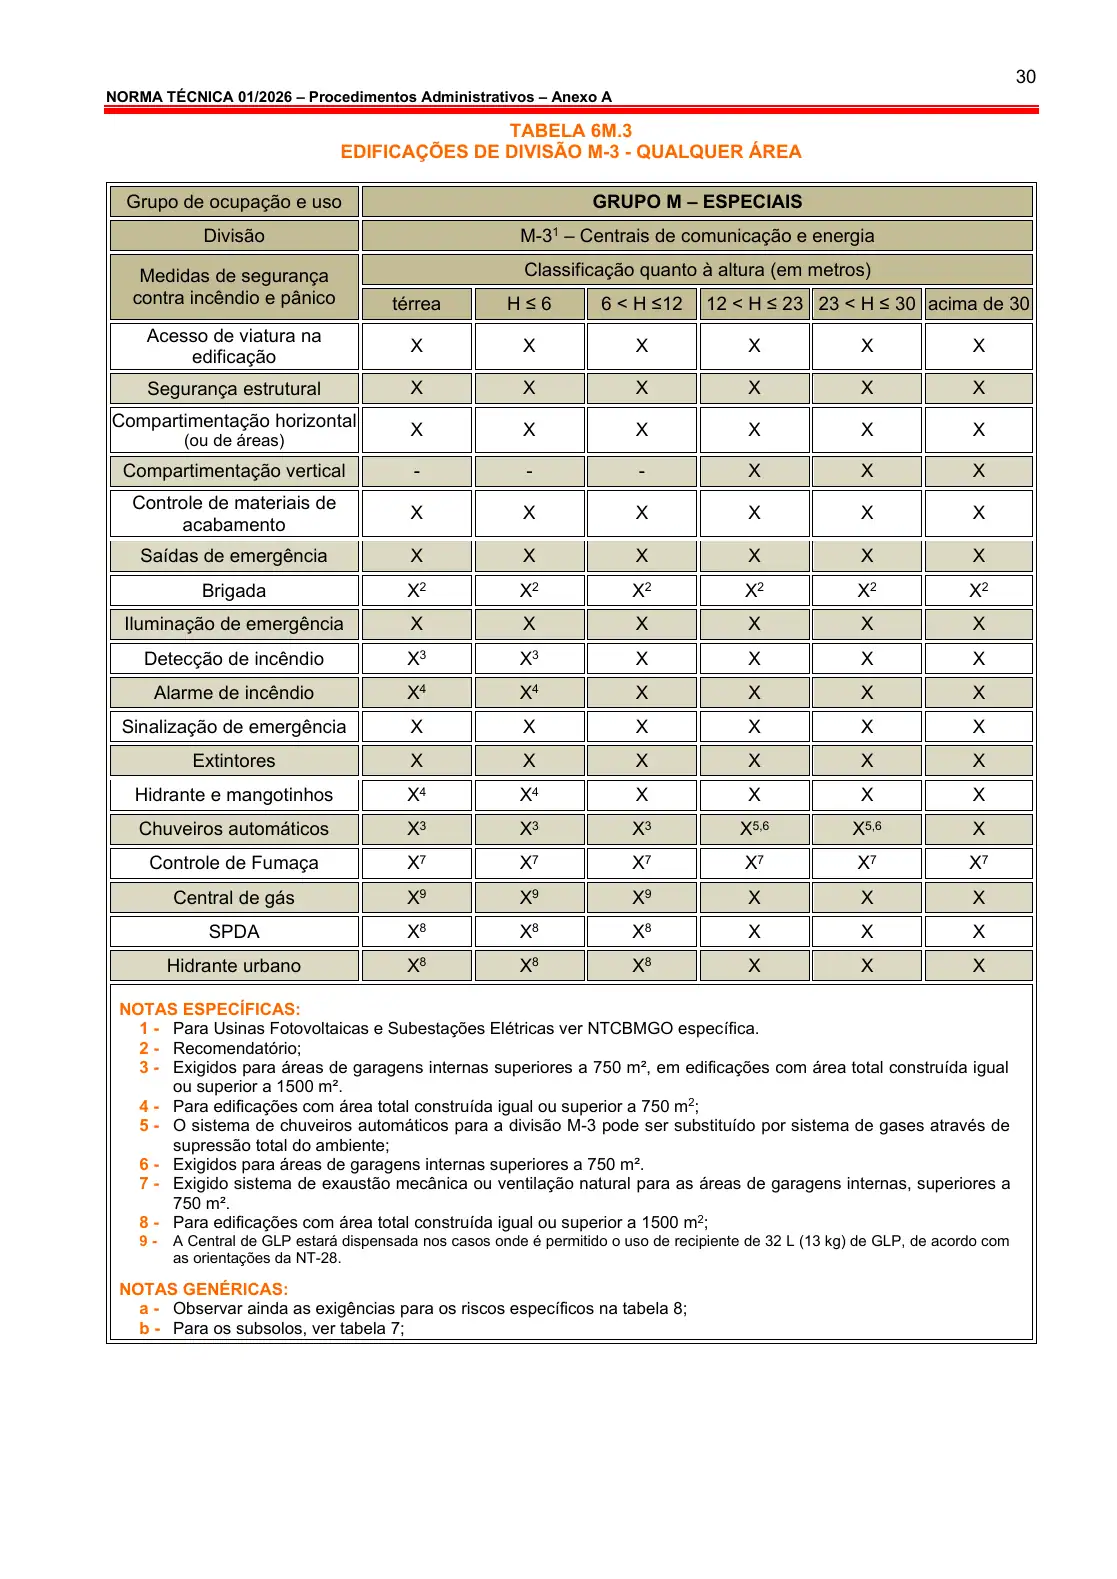 30
NORMA TÉCNICA 01/2026 – Procedimentos Administrativos – Anexo A
TABELA 6M.3
EDIFICAÇÕES DE DIVISÃO M-3 - QUALQUER ÁREA
Grupo de ocupação e uso GRUPO M – ESPECIAIS
Divisão M-3¹ – Centrais de comunicação e energia
Medidas de segurança contra incêndio e pânico Classificação quanto à altura (em metros)
térrea H ≤ 6 6 < H ≤12 12 < H ≤ 23 23 < H ≤ 30 acima de 30
Acesso de viatura na edificação X X X X X X
Segurança estrutural X X X X X X
Compartimentação horizontal (ou de áreas) X X X X X X
Compartimentação vertical - - - X X X
Controle de materiais de acabamento X X X X X X
Saídas de emergência X X X X X X
Brigada X² X² X² X² X² X²
Iluminação de emergência X X X X X X
Detecção de incêndio X³ X³ X X X X
Alarme de incêndio X⁴ X⁴ X X X X
Sinalização de emergência X X X X X X
Extintores X X X X X X
Hidrante e mangotinhos X⁴ X⁴ X X X X
Chuveiros automáticos X³ X³ X³ X⁵,⁶ X⁵,⁶ X
Controle de Fumaça X⁷ X⁷ X⁷ X⁷ X⁷ X⁷
Central de gás X⁹ X⁹ X⁹ X X X
SPDA X⁸ X⁸ X⁸ X X X
Hidrante urbano X⁸ X⁸ X⁸ X X X
NOTAS ESPECÍFICAS:
1 - Para Usinas Fotovoltaicas e Subestações Elétricas ver NTCBMGO específica.
2 - Recomendatório;
3 - Exigidos para áreas de garagens internas superiores a 750 m², em edificações com área total construída igual
ou superior a 1500 m².
4 - Para edificações com área total construída igual ou superior a 750 m²;
5 - O sistema de chuveiros automáticos para a divisão M-3 pode ser substituído por sistema de gases através de
supressão total do ambiente;
6 - Exigidos para áreas de garagens internas superiores a 750 m².
7 - Exigido sistema de exaustão mecânica ou ventilação natural para as áreas de garagens internas, superiores a
750 m².
8 - Para edificações com área total construída igual ou superior a 1500 m²;
9 - A Central de GLP estará dispensada nos casos onde é permitido o uso de recipiente de 32 L (13 kg) de GLP, de acordo com
as orientações da NT-28.
NOTAS GENÉRICAS:
a - Observar ainda as exigências para os riscos específicos na tabela 8;
b - Para os subsolos, ver tabela 7;